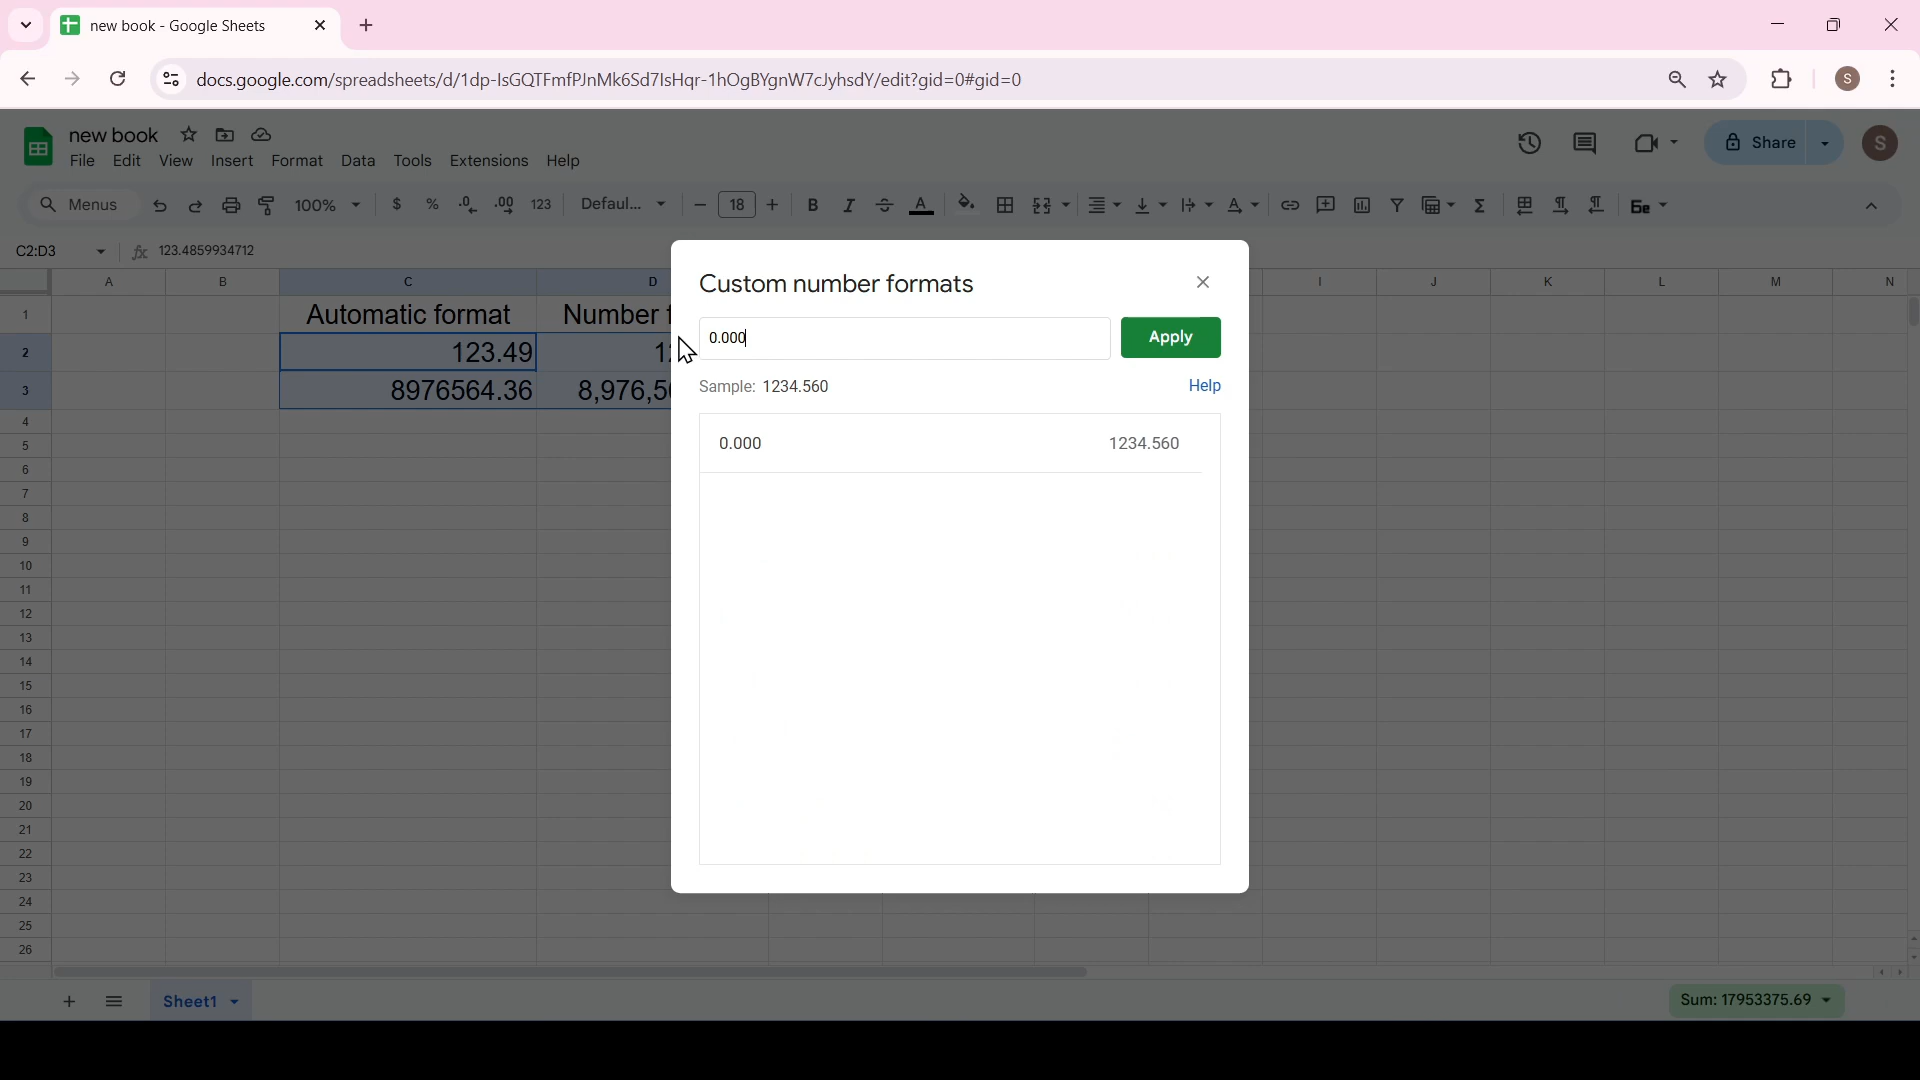 new book - Google Sheets
docs.google.com/spreadsheets/d/1dp-IsGQTFmfPJnMk6Sd7IsHqr-1hOgBYgnW7cJyhsdY/edit?gid=0#gid=0
S
new book
File Edit View Insert Format Data Tools Extensions Help
Share
S
Menus 100% $ % .0 .00 123 Defaul... 18 B I A Бе
C2:D3 fx 123.4859934712
A B C D I J K L M N
1 Automatic format Number
2 123.49
3 8976564.36
4
5
6
7
8
9
10
11
12
13
14
15
16
17
18
19
20
21
22
23
24
25
26
Custom number formats
0.000 Apply
Sample: 1234.560 Help
0.000 1234.560
Sheet1
Sum: 17953375.69